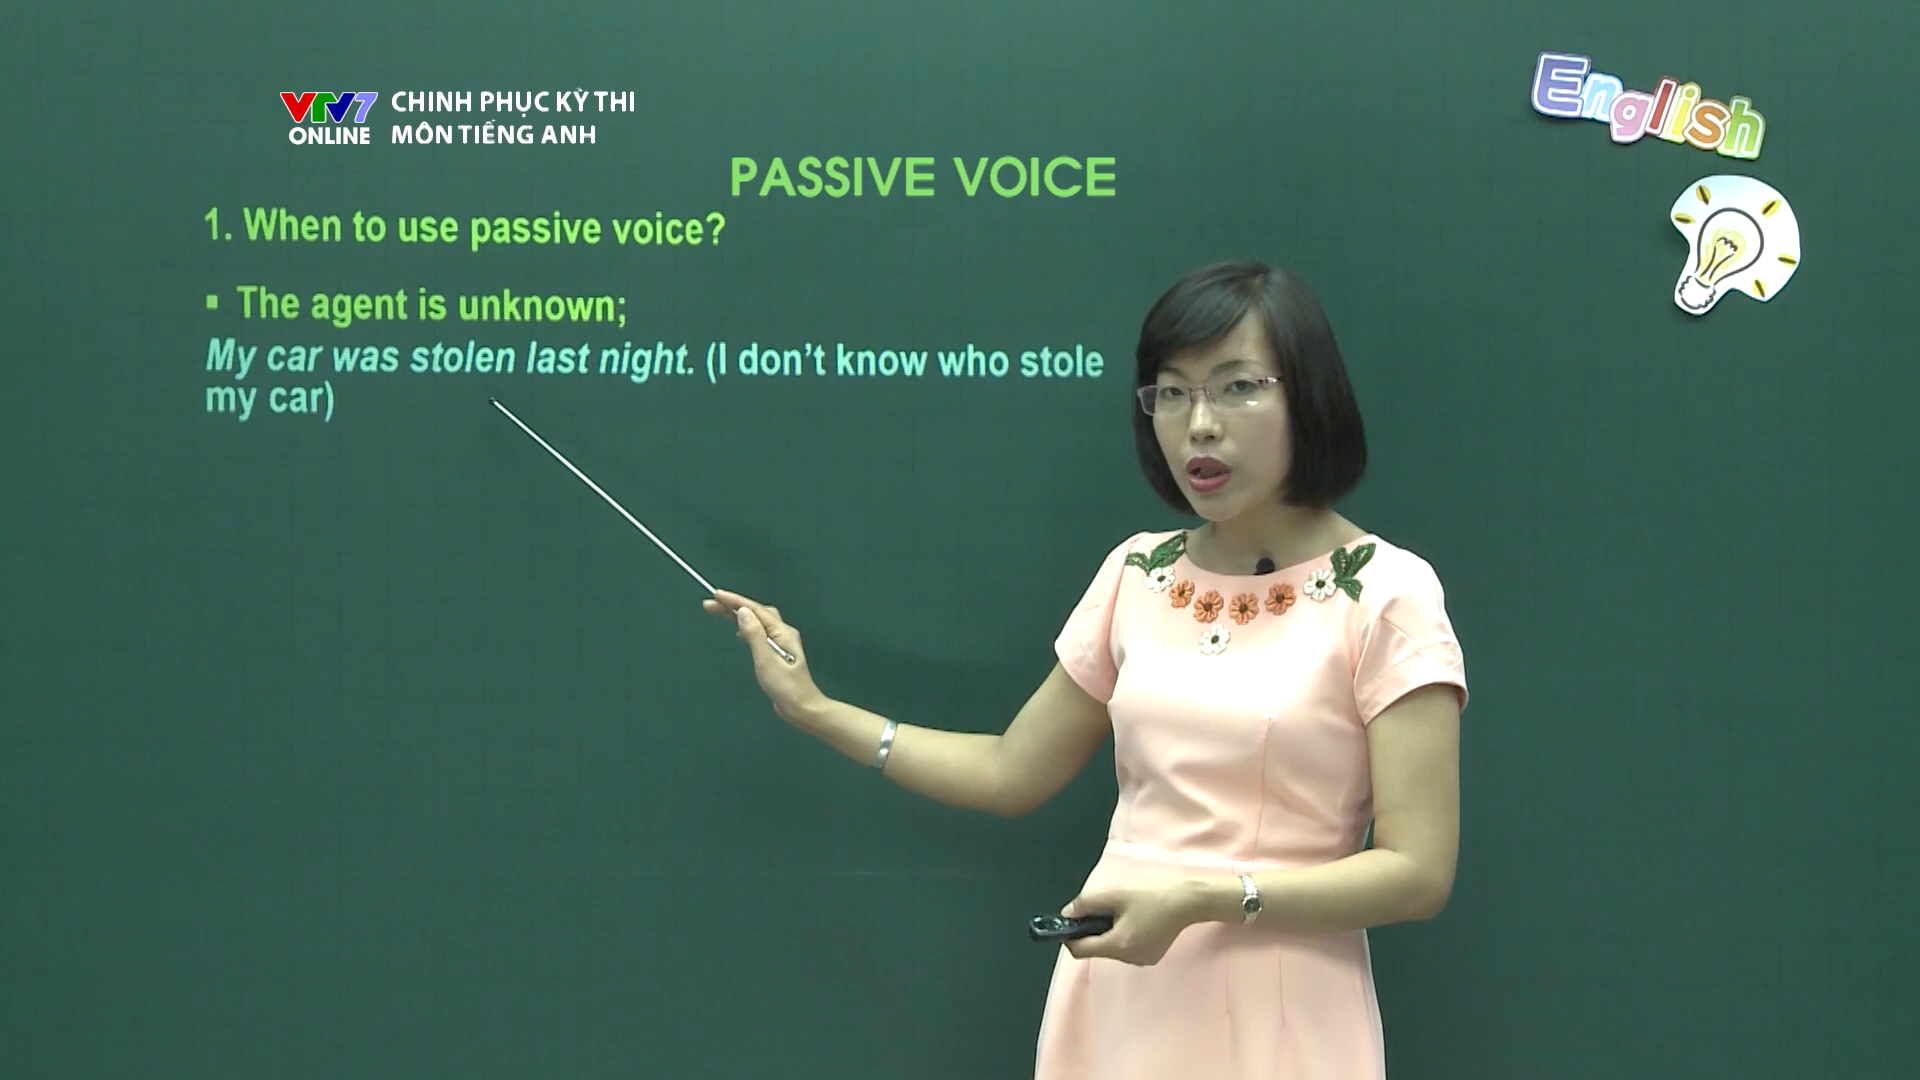 VTV7 CHINH PHỤC KỲ THI
ONLINE MÔN TIẾNG ANH
English
PASSIVE VOICE
1. When to use passive voice?
▪ The agent is unknown;
My car was stolen last night. (I don't know who stole
my car)